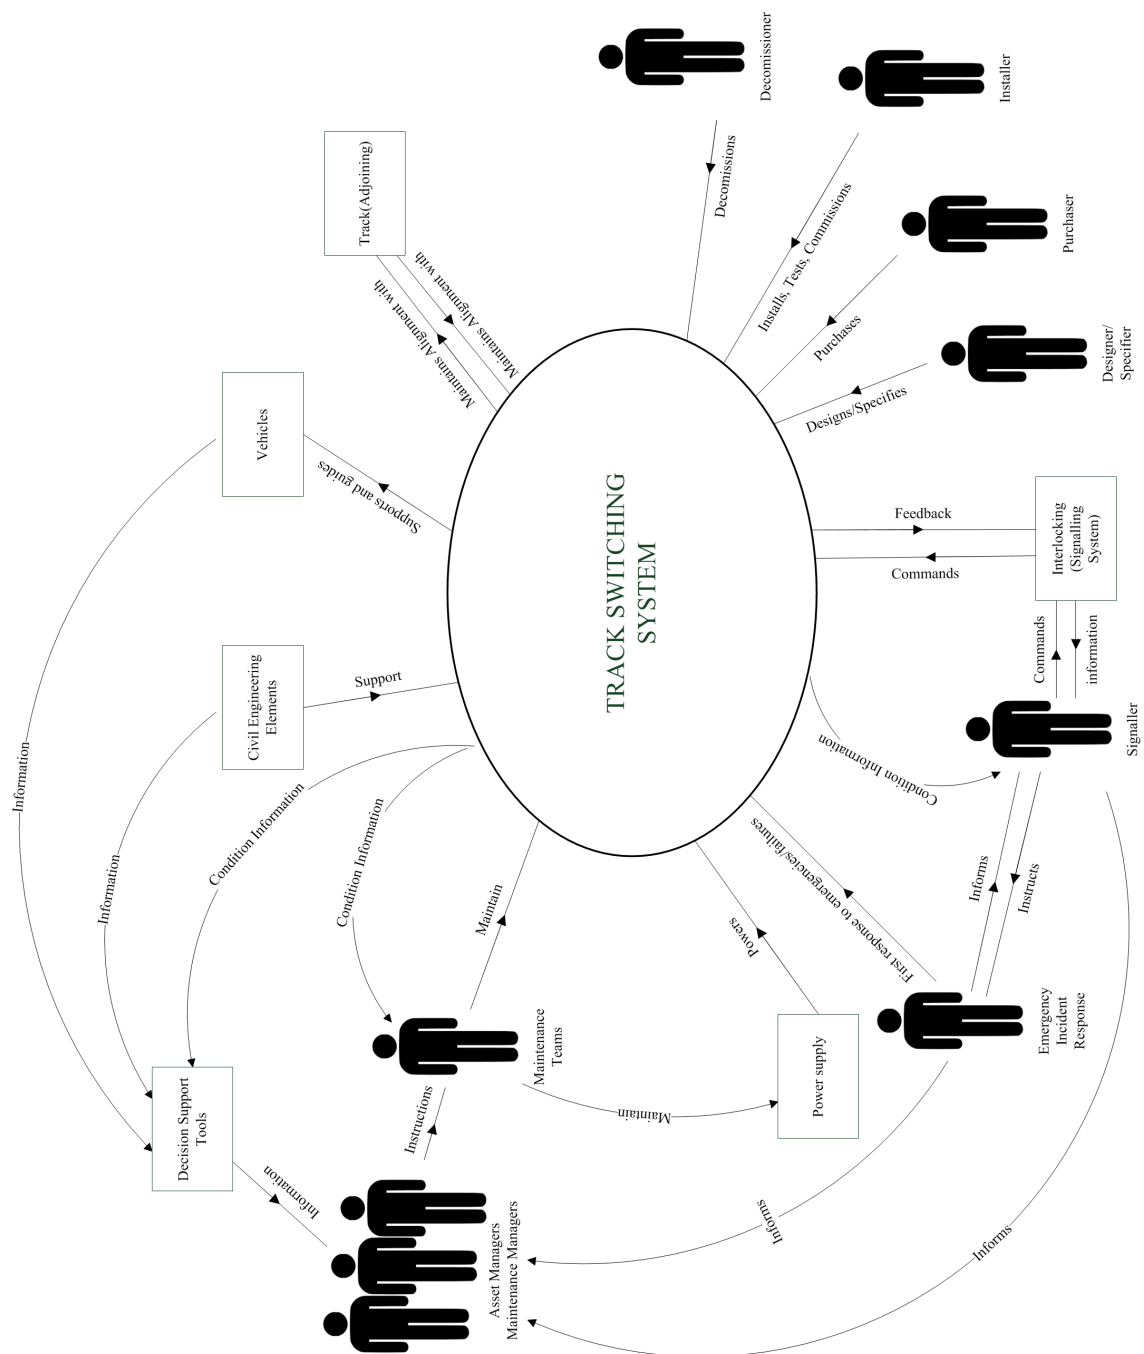 Decomissioner
Installer
Purchaser
Designer/
Specifier
Decomissions
Installs, Tests, Commissions
Purchases
Designs/Specifies
Track(Adjoining)
Maintains Alignment with
Maintains Alignment with
Vehicles
Supports and guides
Information
TRACK SWITCHING
SYSTEM
Feedback
Commands
Interlocking
(Signalling
System)
Commands
information
Signaller
Civil Engineering
Elements
Support
Information
Condition Information
Condition Information
Condition Information
Maintain
Powers
First response to emergencies/failures
Informs
Instructs
Emergency
Incident
Response
Maintenance
Teams
Power supply
Maintain
Instructions
Decision Support
Tools
Information
Asset Managers
Maintenance Managers
Informs
Informs